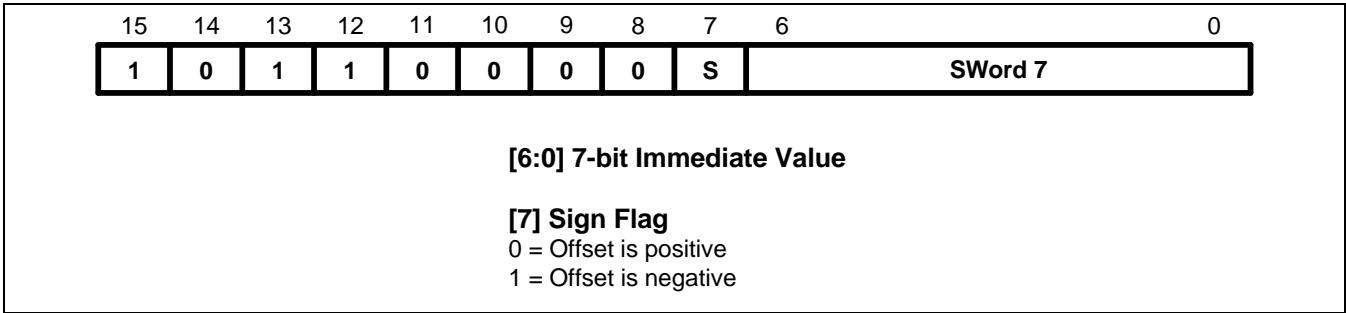 15 14 13 12 11 10 9 8 7 6 0
1 0 1 1 0 0 0 0 S SWord 7
[6:0] 7-bit Immediate Value
[7] Sign Flag
0 = Offset is positive
1 = Offset is negative